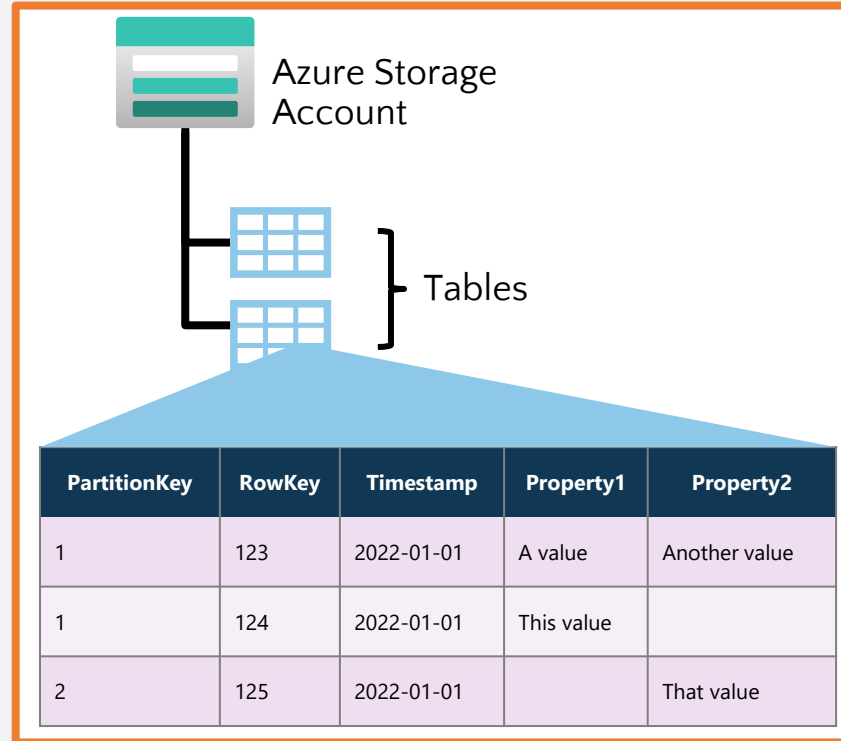 Azure Storage
Account
Tables
PartitionKey RowKey Timestamp Property1 Property2
1 123 2022-01-01 A value Another value
1 124 2022-01-01 This value
2 125 2022-01-01 That value